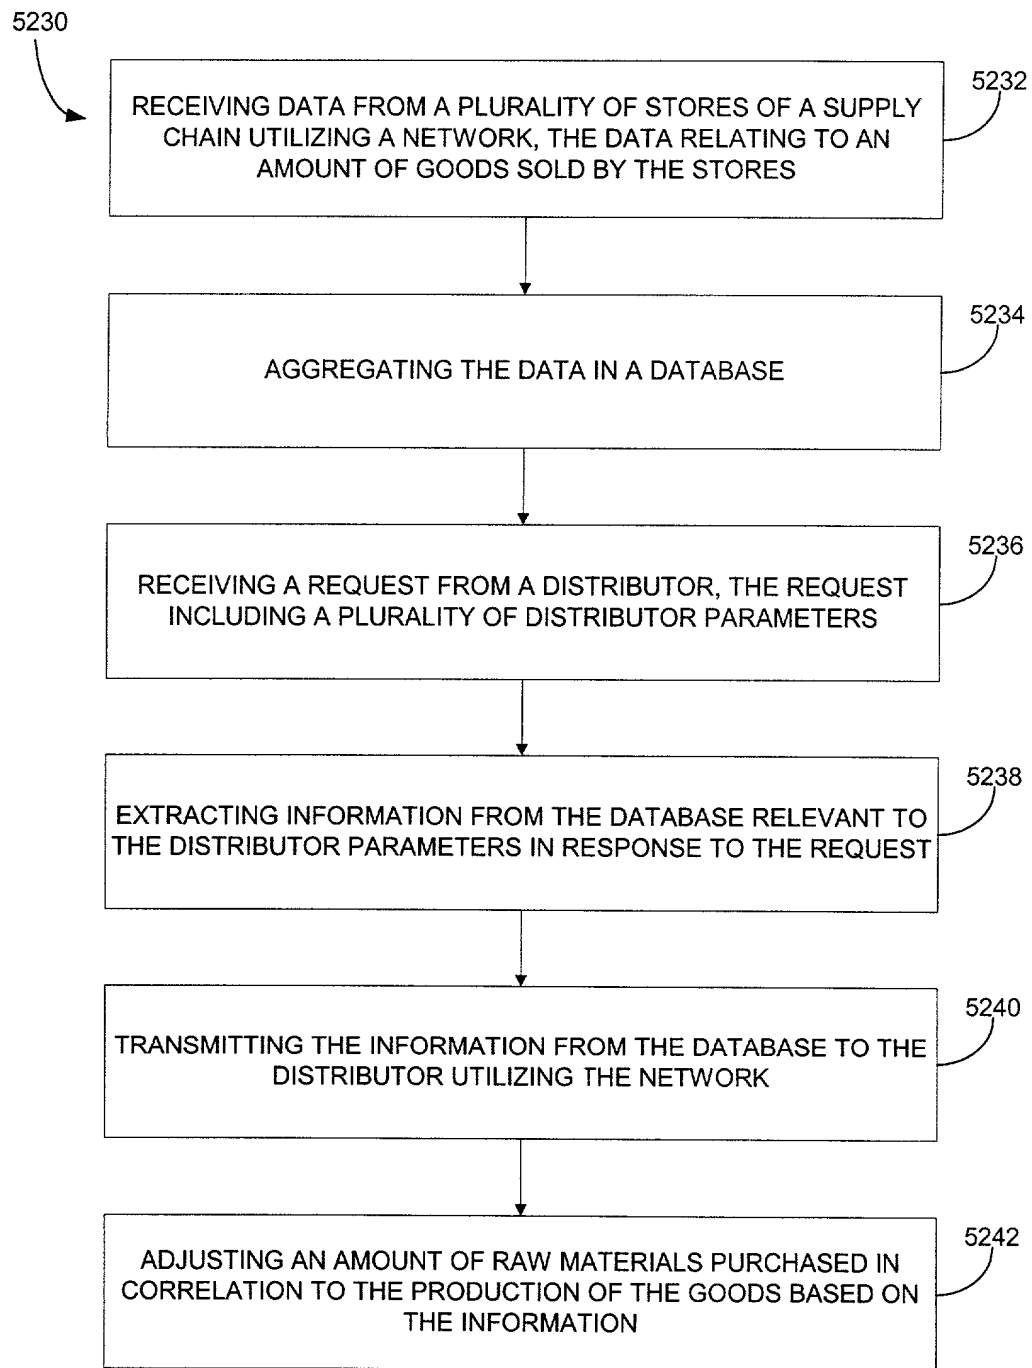 5230
5232
RECEIVING DATA FROM A PLURALITY OF STORES OF A SUPPLY
CHAIN UTILIZING A NETWORK, THE DATA RELATING TO AN
AMOUNT OF GOODS SOLD BY THE STORES
5234
AGGREGATING THE DATA IN A DATABASE
5236
RECEIVING A REQUEST FROM A DISTRIBUTOR, THE REQUEST
INCLUDING A PLURALITY OF DISTRIBUTOR PARAMETERS
5238
EXTRACTING INFORMATION FROM THE DATABASE RELEVANT TO
THE DISTRIBUTOR PARAMETERS IN RESPONSE TO THE REQUEST
5240
TRANSMITTING THE INFORMATION FROM THE DATABASE TO THE
DISTRIBUTOR UTILIZING THE NETWORK
5242
ADJUSTING AN AMOUNT OF RAW MATERIALS PURCHASED IN
CORRELATION TO THE PRODUCTION OF THE GOODS BASED ON
THE INFORMATION